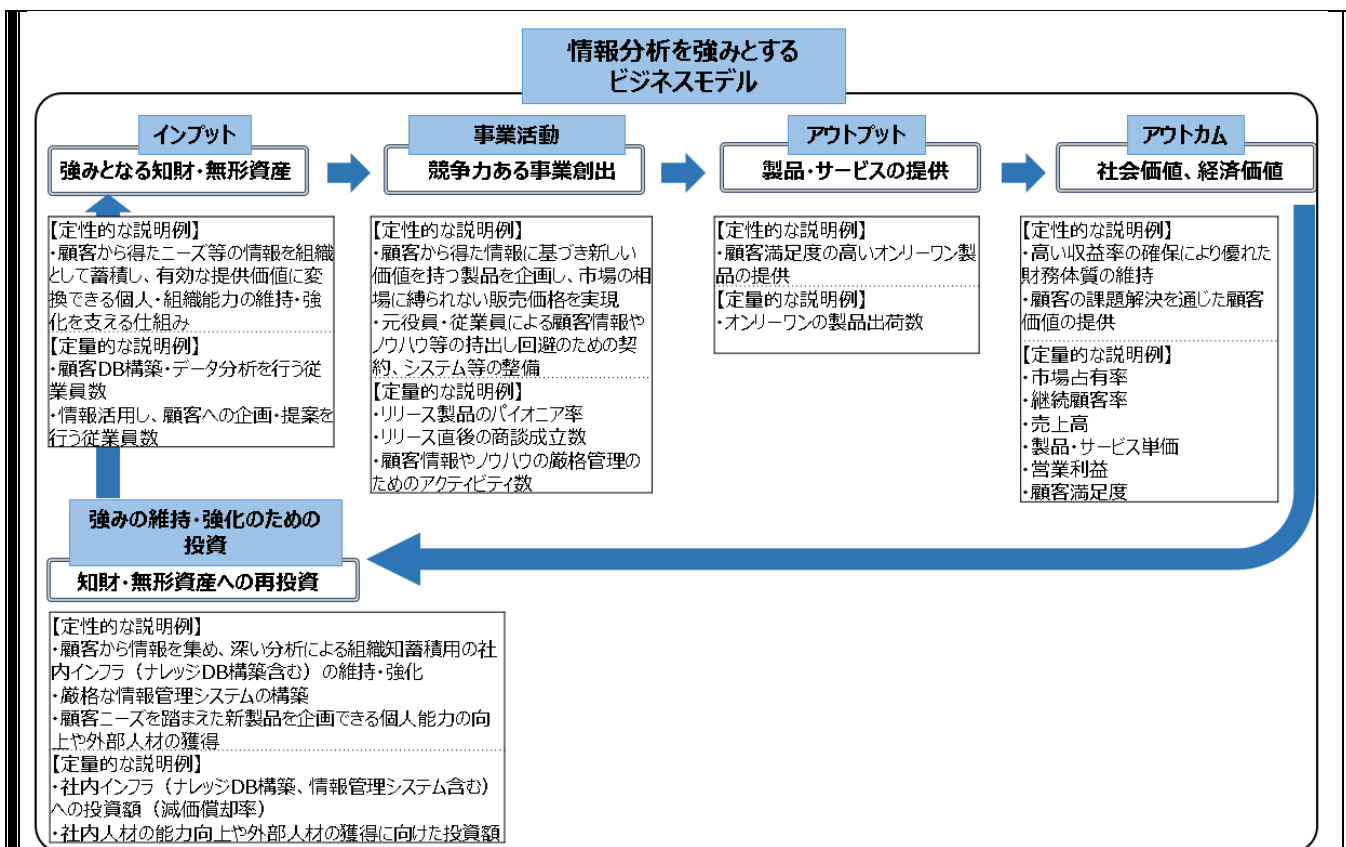 情報分析を強みとする
ビジネスモデル
インプット
強みとなる知財・無形資産
【定性的な説明例】
・顧客から得たニーズ等の情報を組織
として蓄積し、有効な提供価値に変
換できる個人・組織能力の維持・強
化を支える仕組み
【定量的な説明例】
・顧客DB構築・データ分析を行う従
業員数
・情報活用し、顧客への企画・提案を
行う従業員数
事業活動
競争力ある事業創出
【定性的な説明例】
・顧客から得た情報に基づき新しい
価値を持つ製品を企画し、市場の相
場に縛られない販売価格を実現
・元役員・従業員による顧客情報や
ノウハウ等の持出し回避のための契
約、システム等の整備
【定量的な説明例】
・リリース製品のパイオニア率
・リリース直後の商談成立数
・顧客情報やノウハウの厳格管理の
ためのアクティビティ数
アウトプット
製品・サービスの提供
【定性的な説明例】
・顧客満足度の高いオンリーワン製
品の提供
【定量的な説明例】
・オンリーワンの製品出荷数
アウトカム
社会価値、経済価値
【定性的な説明例】
・高い収益率の確保により優れた
財務体質の維持
・顧客の課題解決を通じた顧客
価値の提供
【定量的な説明例】
・市場占有率
・継続顧客率
・売上高
・製品・サービス単価
・営業利益
・顧客満足度
強みの維持・強化のための
投資
知財・無形資産への再投資
【定性的な説明例】
・顧客から情報を集め、深い分析による組織知蓄積用の社
内インフラ（ナレッジDB構築含む）の維持・強化
・厳格な情報管理システムの構築
・顧客ニーズを踏まえた新製品を企画できる個人能力の向
上や外部人材の獲得
【定量的な説明例】
・社内インフラ（ナレッジDB構築、情報管理システム含む）
への投資額（減価償却率）
・社内人材の能力向上や外部人材の獲得に向けた投資額